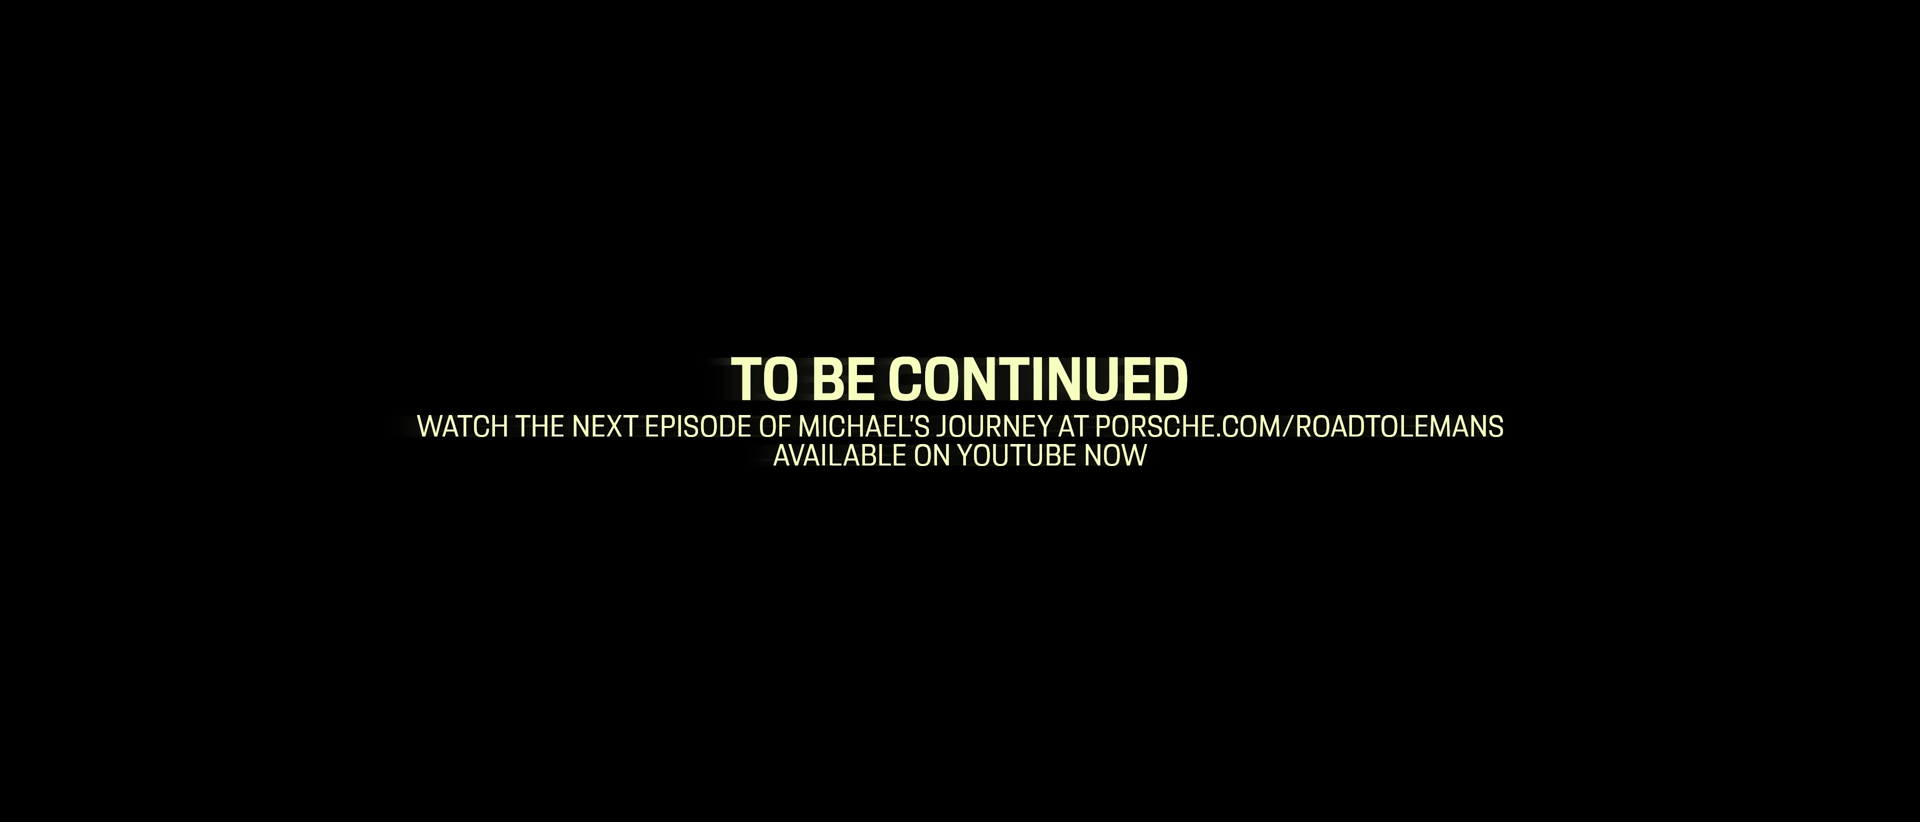 TO BE CONTINUED
WATCH THE NEXT EPISODE OF MICHAEL'S JOURNEY AT PORSCHE.COM/ROADTOLEMANS
AVAILABLE ON YOUTUBE NOW